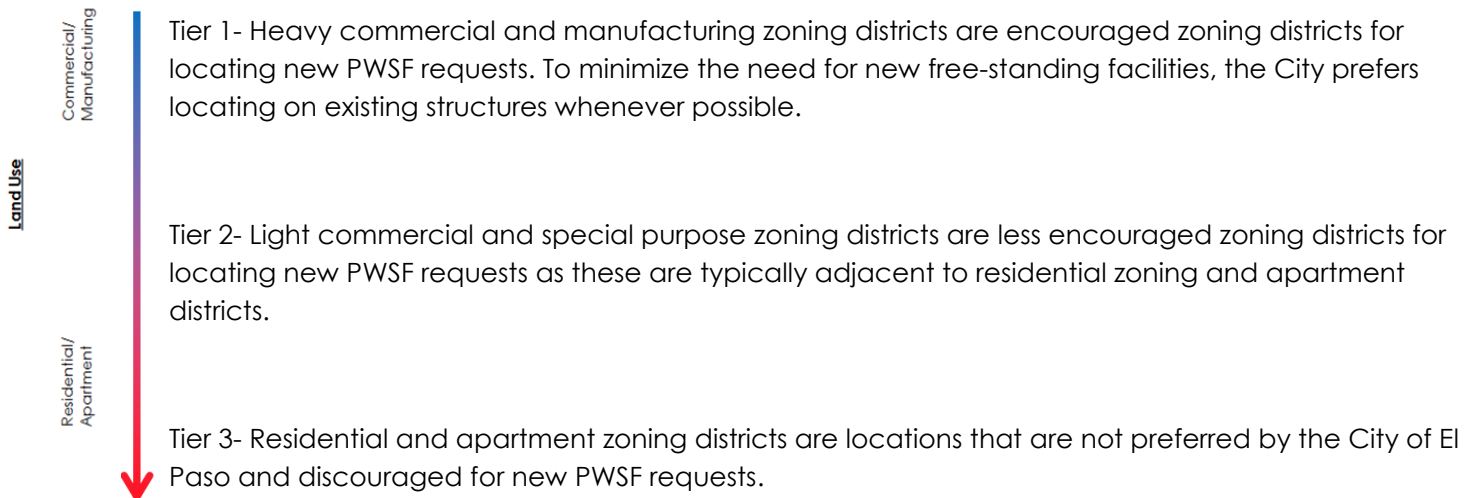 Land Use
Commercial/
Manufacturing
Tier 1- Heavy commercial and manufacturing zoning districts are encouraged zoning districts for
locating new PWSF requests. To minimize the need for new free-standing facilities, the City prefers
locating on existing structures whenever possible.
Tier 2- Light commercial and special purpose zoning districts are less encouraged zoning districts for
locating new PWSF requests as these are typically adjacent to residential zoning and apartment
districts.
Residential/
Apartment
Tier 3- Residential and apartment zoning districts are locations that are not preferred by the City of El
Paso and discouraged for new PWSF requests.